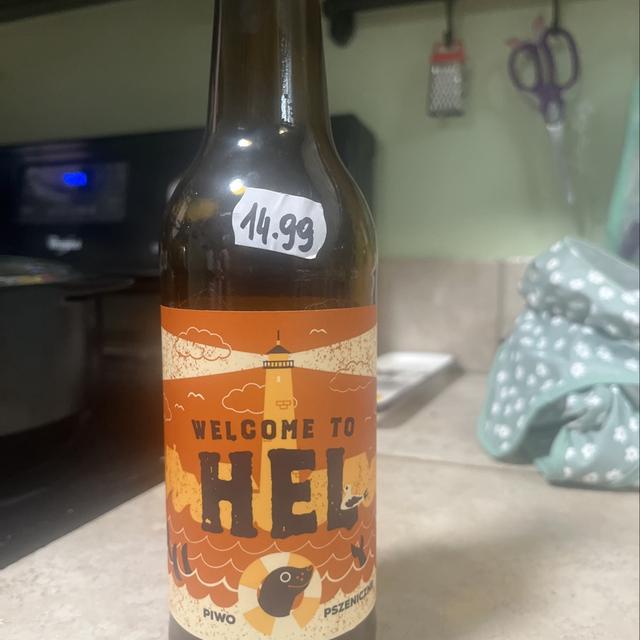 14.99
WELCOME TO
HEL
PIWO PSZENICZNE